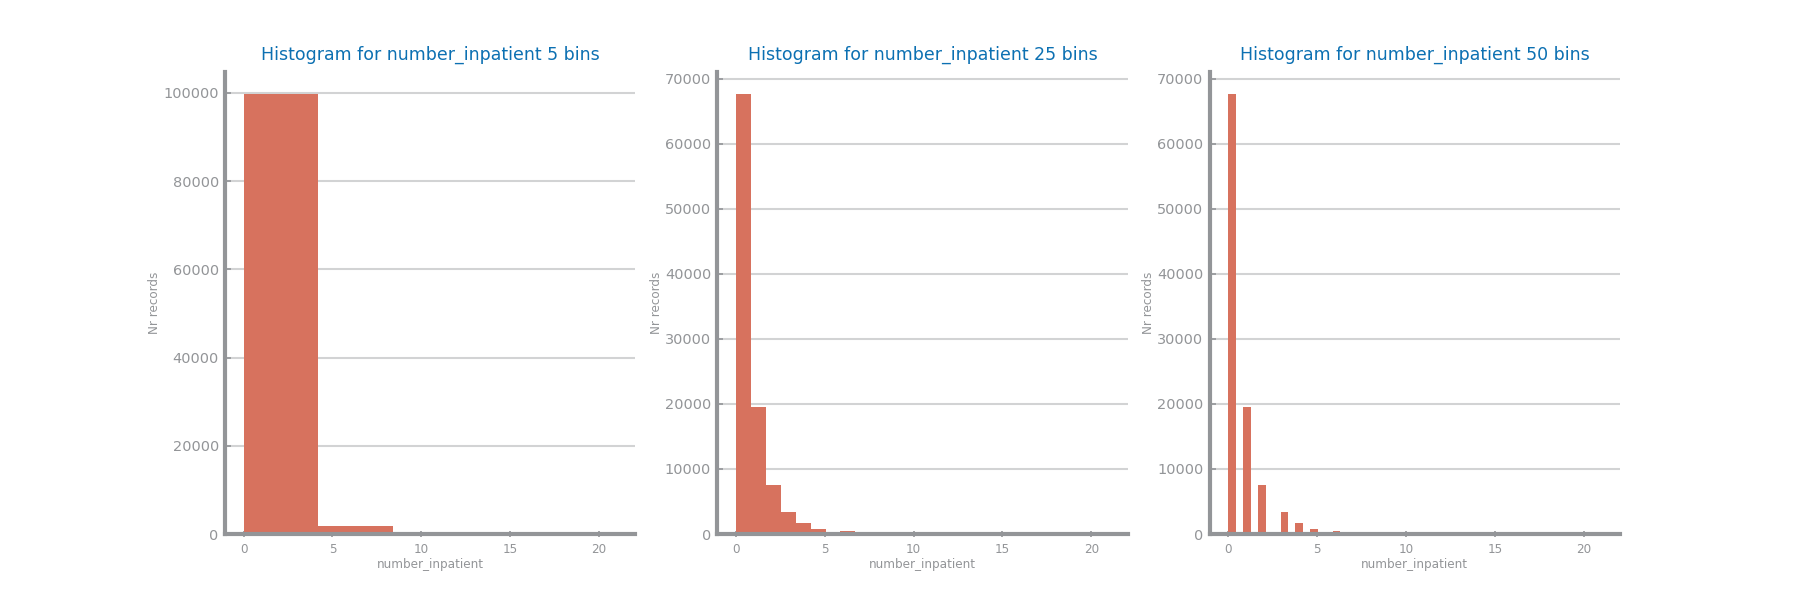 Histogram for number_inpatient 5 bins
100000
80000
60000
40000
20000
0
Nr records
0 5 10 15 20
number_inpatient
Histogram for number_inpatient 25 bins
70000
60000
50000
40000
30000
20000
10000
0
Nr records
0 5 10 15 20
number_inpatient
Histogram for number_inpatient 50 bins
70000
60000
50000
40000
30000
20000
10000
0
Nr records
0 5 10 15 20
number_inpatient